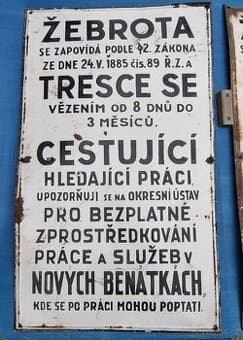 ŽEBROTA
SE ZAPOVÍDÁ PODLE §2. ZÁKONA
ZE DNE 24.V. 1885 čís. 89 Ř.Z. A
TRESCE SE
VĚZENÍM OD 8 DNŮ DO
3 MĚSÍCŮ.
CESTUJÍCÍ
HLEDAJÍCÍ PRÁCI,
UPOZORŇUJI SE NA OKRESNÍ ÚSTAV
PRO BEZPLATNÉ
ZPROSTŘEDKOVÁNÍ
PRÁCE A SLUŽEB V
NOVÝCH BENÁTKÁCH,
KDE SE PO PRÁCI MOHOU POPTATI.